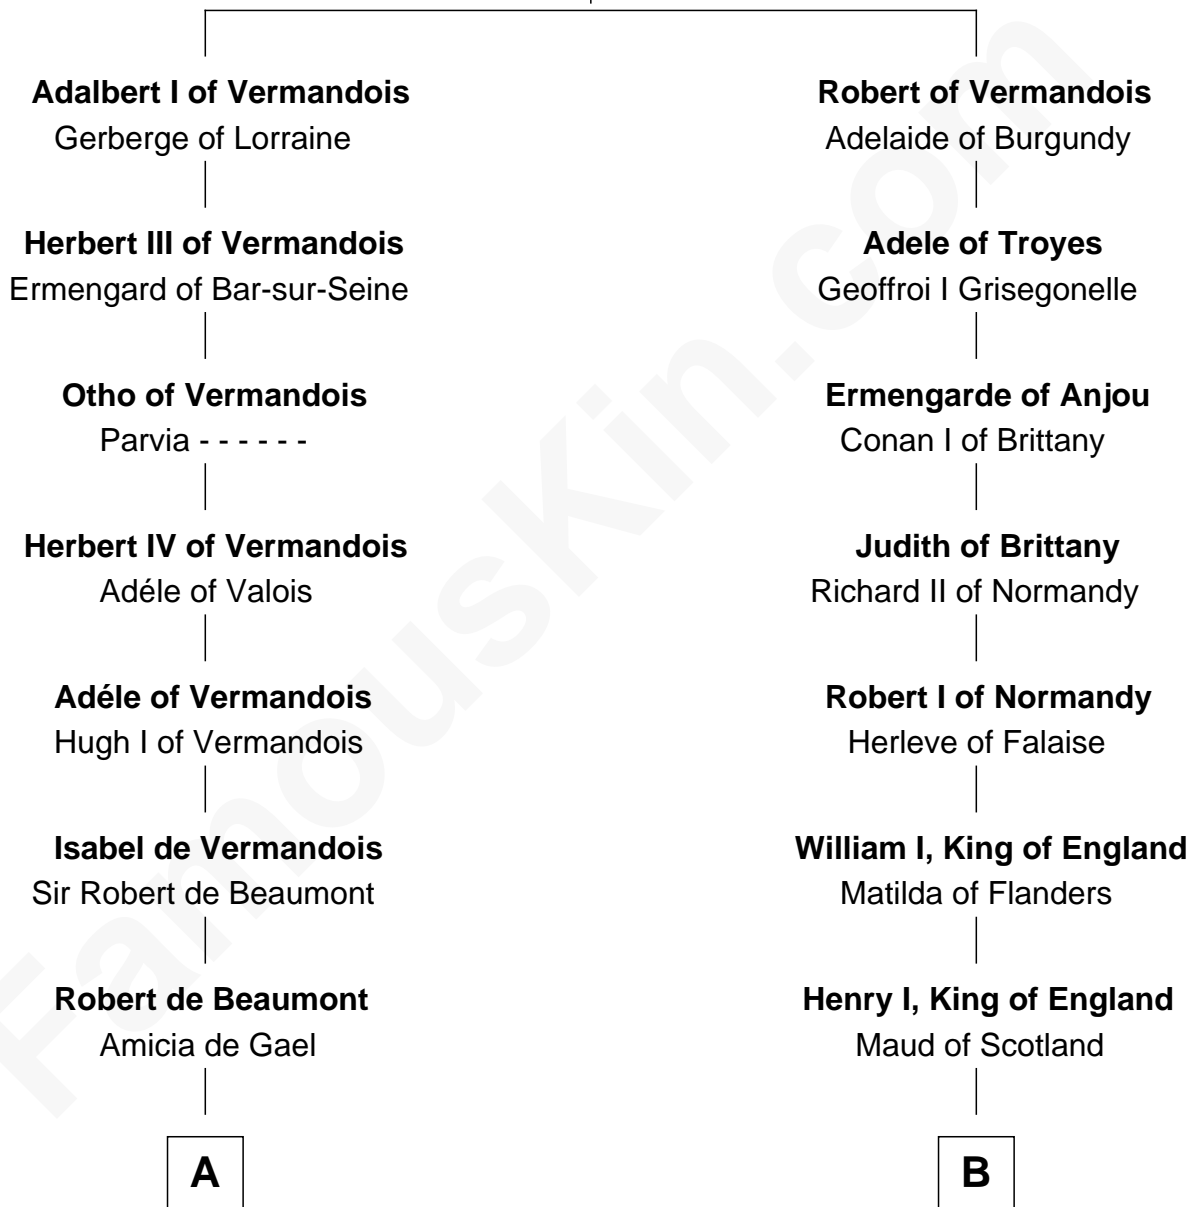 Adalbert I of Vermandois
Gerberge of Lorraine
Herbert III of Vermandois
Ermengard of Bar-sur-Seine
Otho of Vermandois
Parvia - - - - - -
Herbert IV of Vermandois
Adéle of Valois
Adéle of Vermandois
Hugh I of Vermandois
Isabel de Vermandois
Sir Robert de Beaumont
Robert de Beaumont
Amicia de Gael
A
Robert of Vermandois
Adelaide of Burgundy
Adele of Troyes
Geoffroi I Grisegonelle
Ermengarde of Anjou
Conan I of Brittany
Judith of Brittany
Richard II of Normandy
Robert I of Normandy
Herleve of Falaise
William I, King of England
Matilda of Flanders
Henry I, King of England
Maud of Scotland
B
FamousKin.com